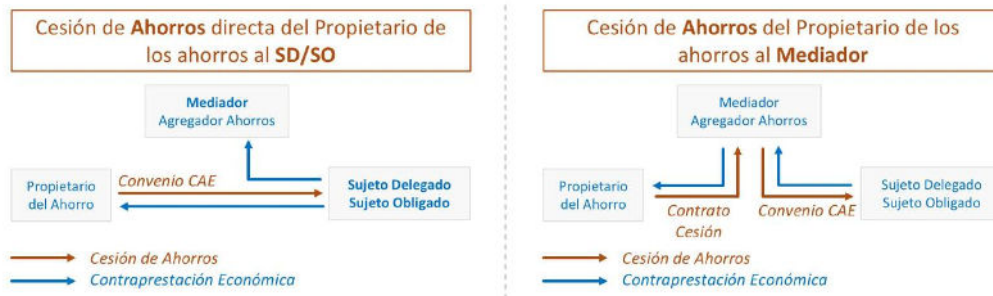 Cesión de Ahorros directa del Propietario de
los ahorros al SD/SO
Mediador
Agregador Ahorros
Propietario
del Ahorro
Convenio CAE
Sujeto Delegado
Sujeto Obligado
Cesión de Ahorros
Contraprestación Económica
Cesión de Ahorros del Propietario de los
ahorros al Mediador
Mediador
Agregador Ahorros
Propietario
del Ahorro
Contrato
Cesión
Convenio CAE
Sujeto Delegado
Sujeto Obligado
Cesión de Ahorros
Contraprestación Económica